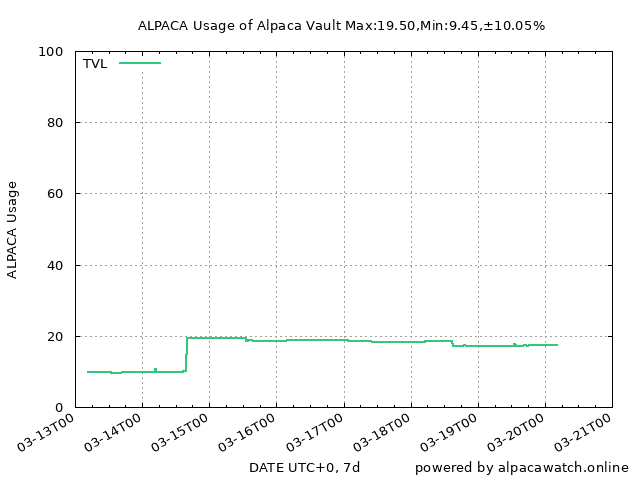 ALPACA Usage of Alpaca Vault Max:19.50,Min:9.45,±10.05%
TVL
100
80
60
40
20
0
ALPACA Usage
03-13T00
03-14T00
03-15T00
03-16T00
03-17T00
03-18T00
03-19T00
03-20T00
03-21T00
DATE UTC+0, 7d
powered by alpacawatch.online